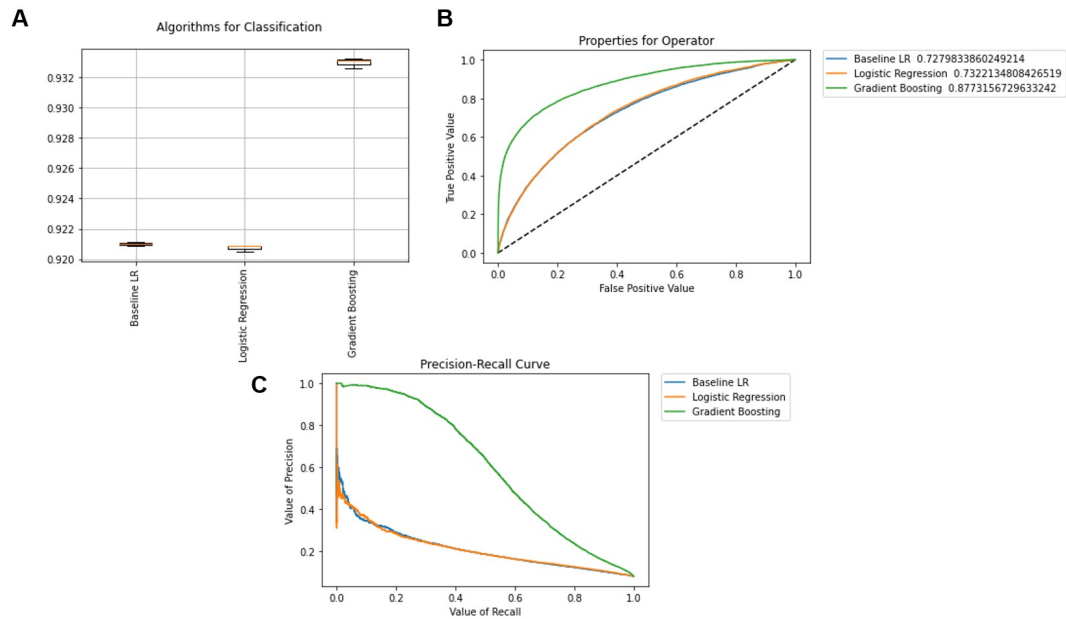 A
Algorithms for Classification
0.932
0.930
0.928
0.926
0.924
0.922
0.920
Baseline LR
Logistic Regression
Gradient Boosting
B
Properties for Operator
True Positive Value
1.0
0.8
0.6
0.4
0.2
0.0
0.0 0.2 0.4 0.6 0.8 1.0
False Positive Value
Baseline LR 0.7279833860249214
Logistic Regression 0.7322134808426519
Gradient Boosting 0.8773156729633242
C
Precision-Recall Curve
Value of Precision
1.0
0.8
0.6
0.4
0.2
0.0 0.2 0.4 0.6 0.8 1.0
Value of Recall
Baseline LR
Logistic Regression
Gradient Boosting